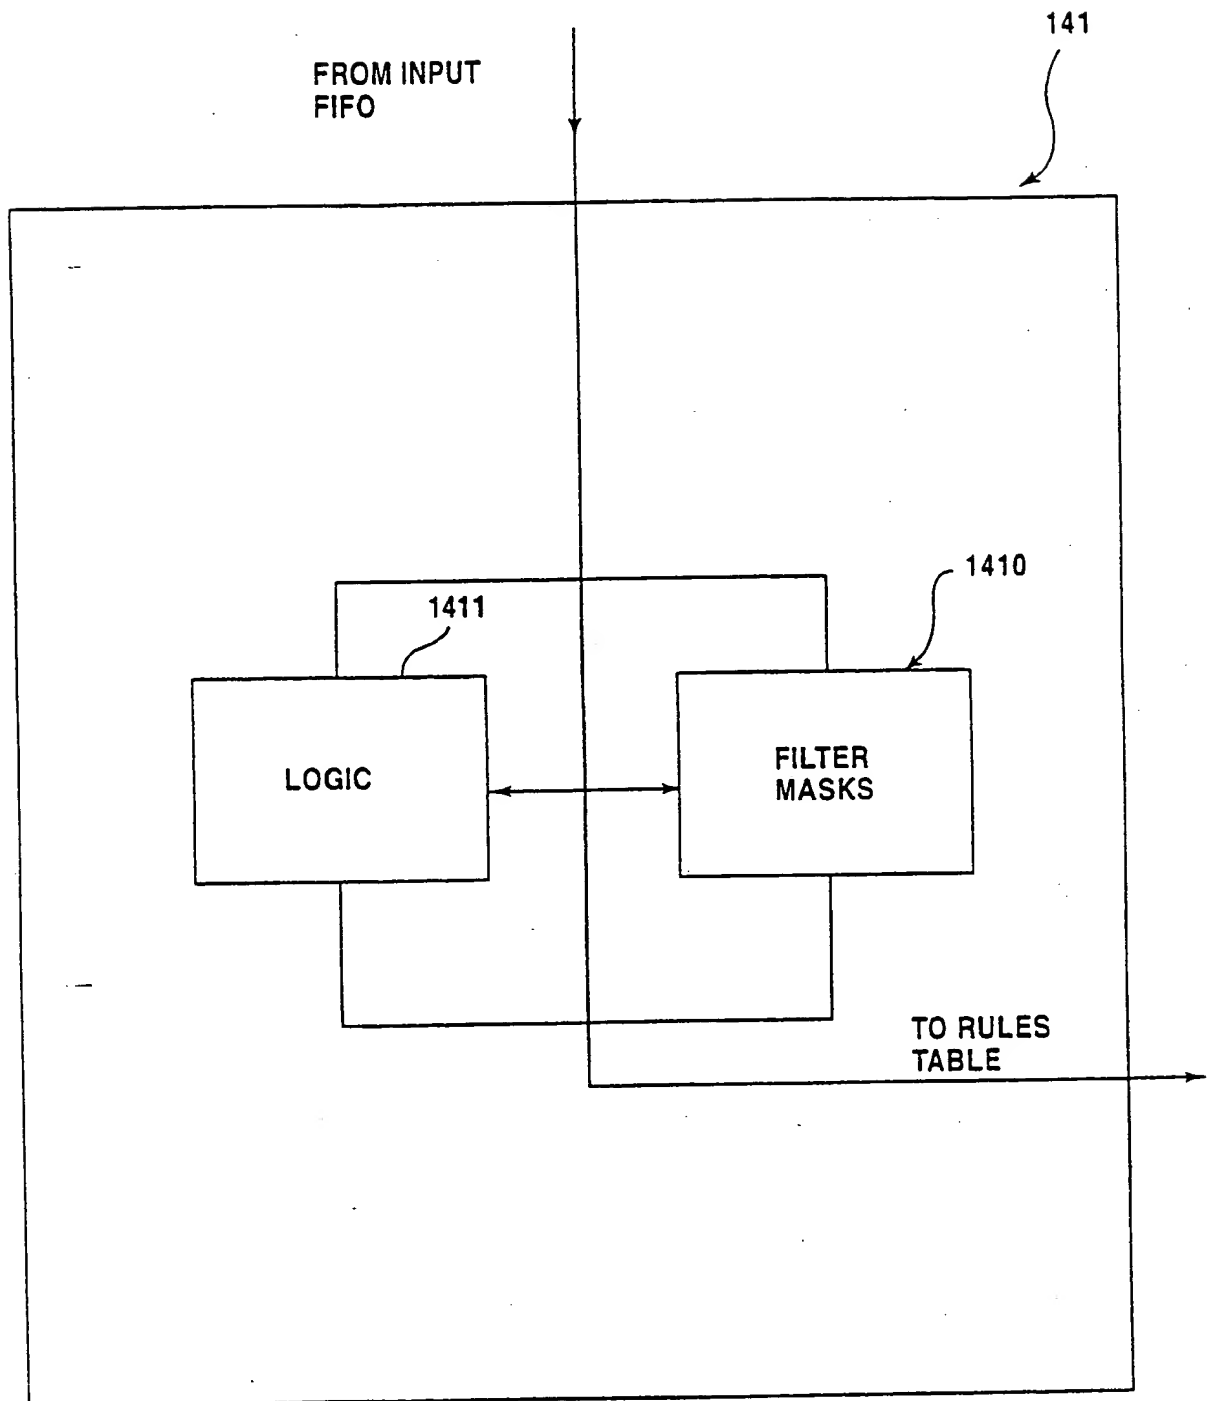 141
FROM INPUT
FIFO
1410
1411
LOGIC
FILTER
MASKS
TO RULES
TABLE